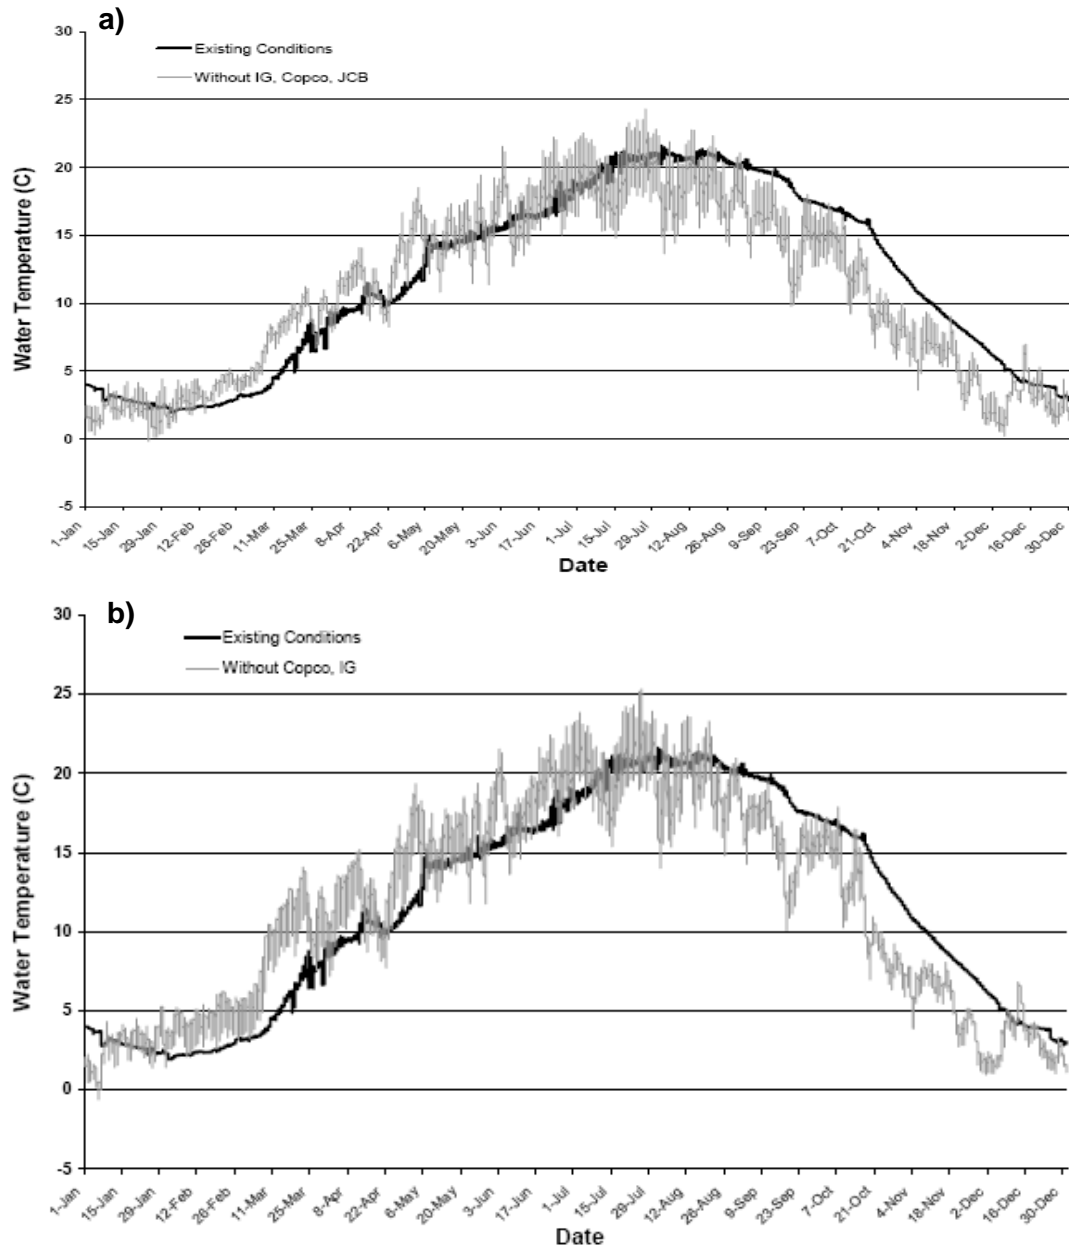 a)
30
Existing Conditions
Without IG, Copco, JCB
25
20
15
10
5
0
-5
Water Temperature (C)
1-Jan 15-Jan 29-Jan 12-Feb 26-Feb 11-Mar 25-Mar 8-Apr 22-Apr 6-May 20-May 3-Jun 17-Jun 1-Jul 15-Jul 29-Jul 12-Aug 26-Aug 9-Sep 23-Sep 7-Oct 21-Oct 4-Nov 18-Nov 2-Dec 16-Dec 30-Dec
Date
b)
30
Existing Conditions
Without Copco, IG
25
20
15
10
5
0
-5
Water Temperature (C)
1-Jan 15-Jan 29-Jan 12-Feb 26-Feb 11-Mar 25-Mar 8-Apr 22-Apr 6-May 20-May 3-Jun 17-Jun 1-Jul 15-Jul 29-Jul 12-Aug 26-Aug 9-Sep 23-Sep 7-Oct 21-Oct 4-Nov 18-Nov 2-Dec 16-Dec 30-Dec
Date